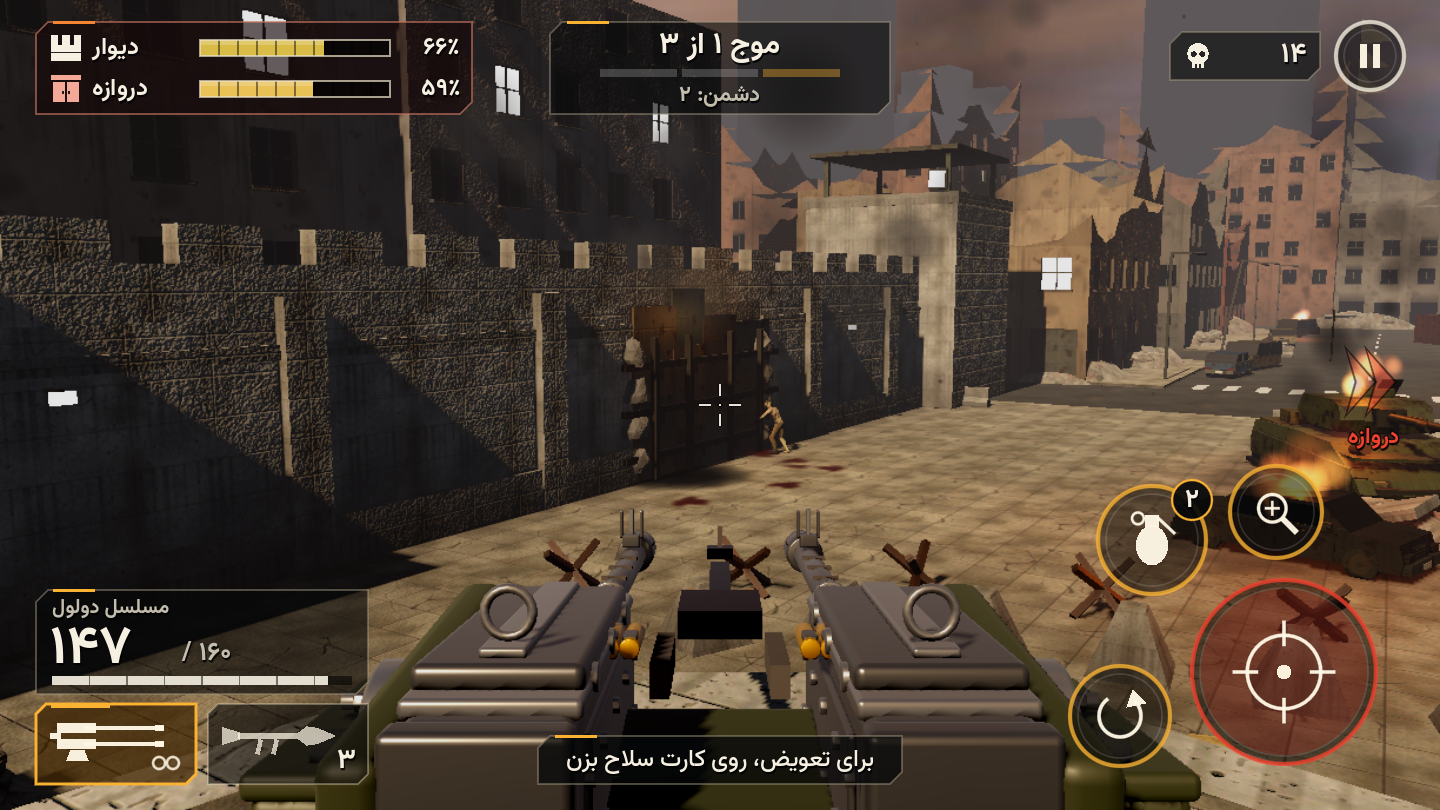 دیوار ۶۶٪
دروازه ۵۹٪
موج ۱ از ۳
دشمن: ۲
۱۴
دروازه
۲
مسلسل دولول
۱۴۷ / ۱۶۰
∞
۳
برای تعویض، روی کارت سلاح بزن